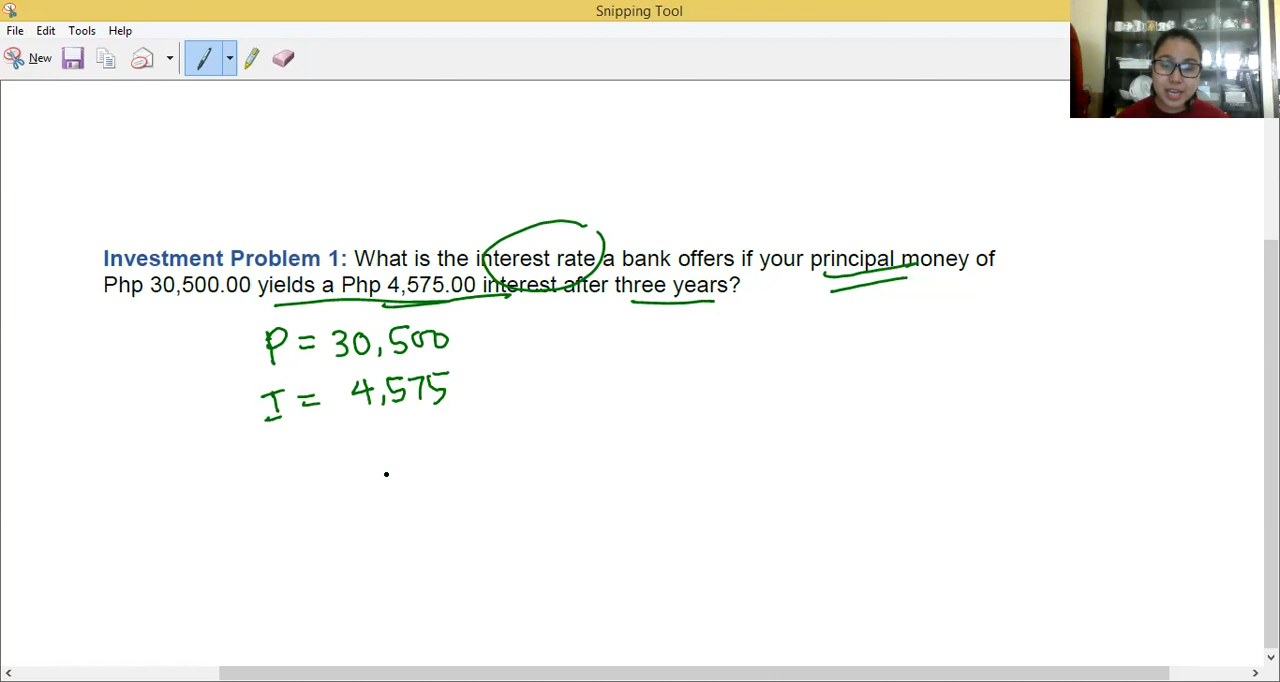 Snipping Tool
File Edit Tools Help
New
Investment Problem 1: What is the interest rate a bank offers if your principal money of
Php 30,500.00 yields a Php 4,575.00 interest after three years?
P = 30,500
I = 4,575